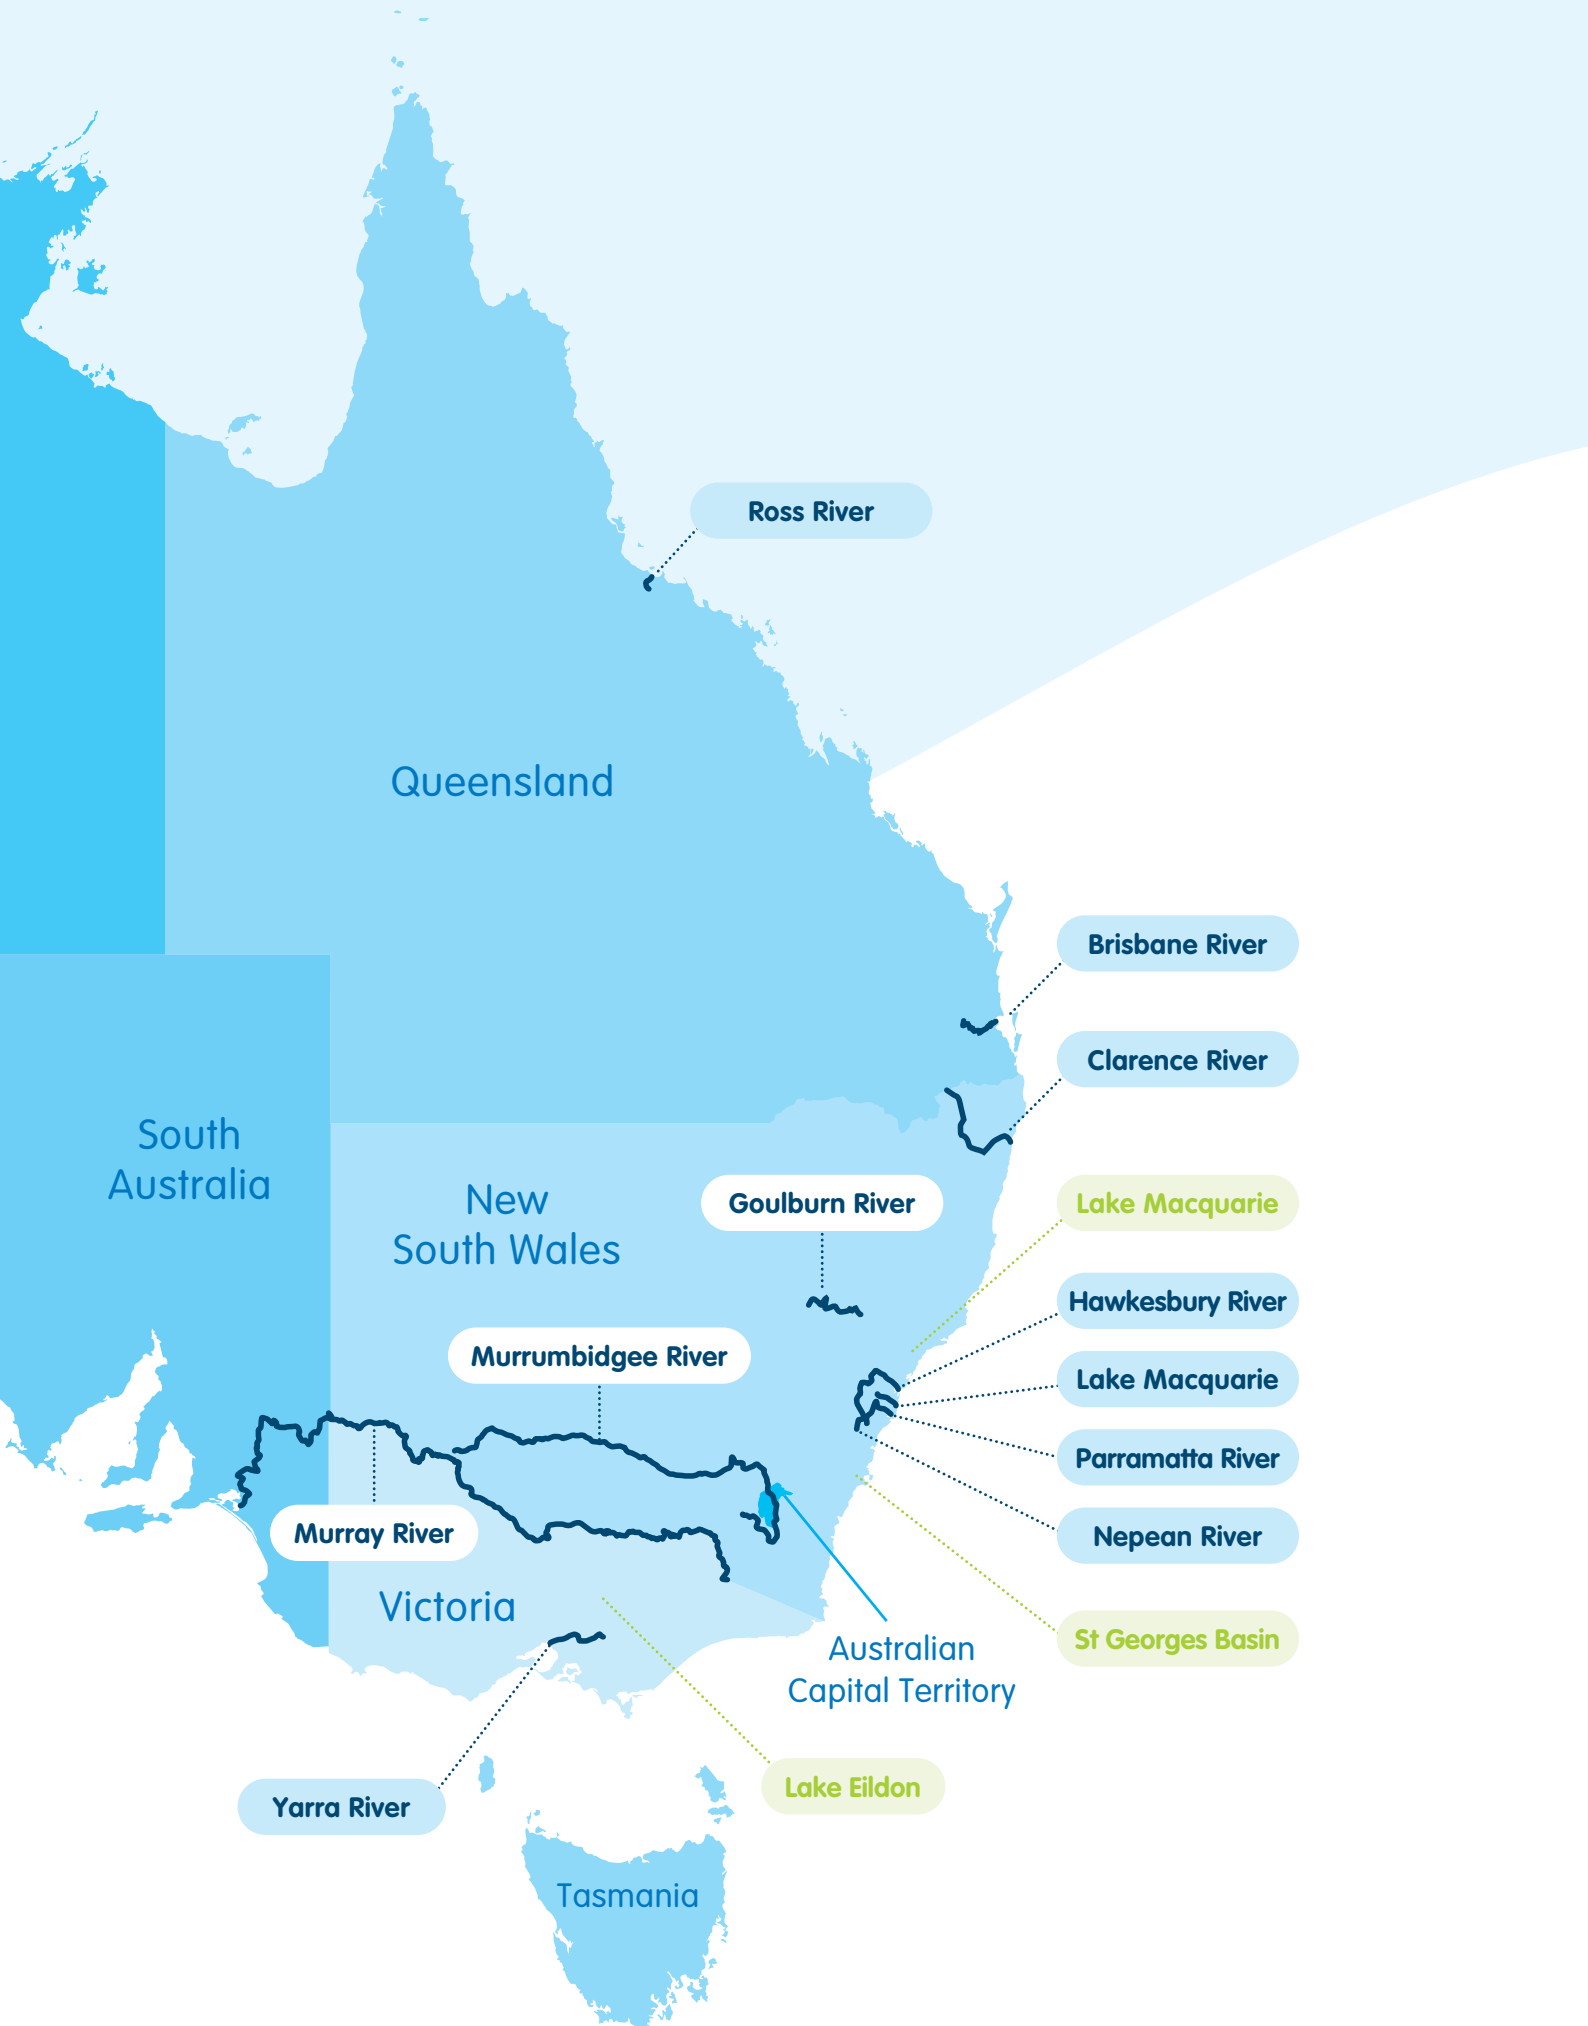 Ross River
Queensland
Brisbane River
Clarence River
South
Australia
New
South Wales
Goulburn River
Lake Macquarie
Hawkesbury River
Murrumbidgee River
Lake Macquarie
Parramatta River
Murray River
Nepean River
Victoria
St Georges Basin
Australian
Capital Territory
Lake Eildon
Yarra River
Tasmania